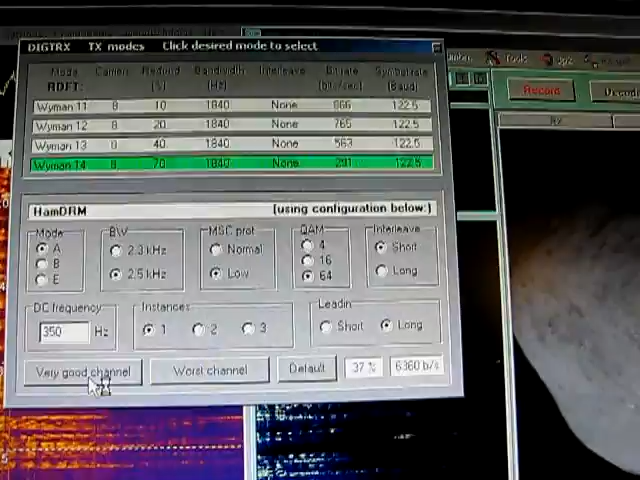 DIGTRX TX modes Click desired mode to select
Mode Carriers Redund Bandwidth Interleave Bitrate Symbolrate
RDFT: (%) (Hz) (bits/sec) (Baud)
Wyman 11 8 10 1840 None 866 122.5
Wyman 12 8 20 1840 None 765 122.5
Wyman 13 8 40 1840 None 563 122.5
Wyman 14 8 70 1840 None 261 122.5
HamDRM (using configuration below:)
Mode BW MSC prot QAM Interleave
A 2.3 kHz Normal 4 Short
B 2.5 kHz Low 16 Long
E 64
DC frequency Instances Leadin
350 Hz 1 2 3 Short Long
Very good channel Worst channel Default 37 % 6360 b/s
Tools
Record
RX